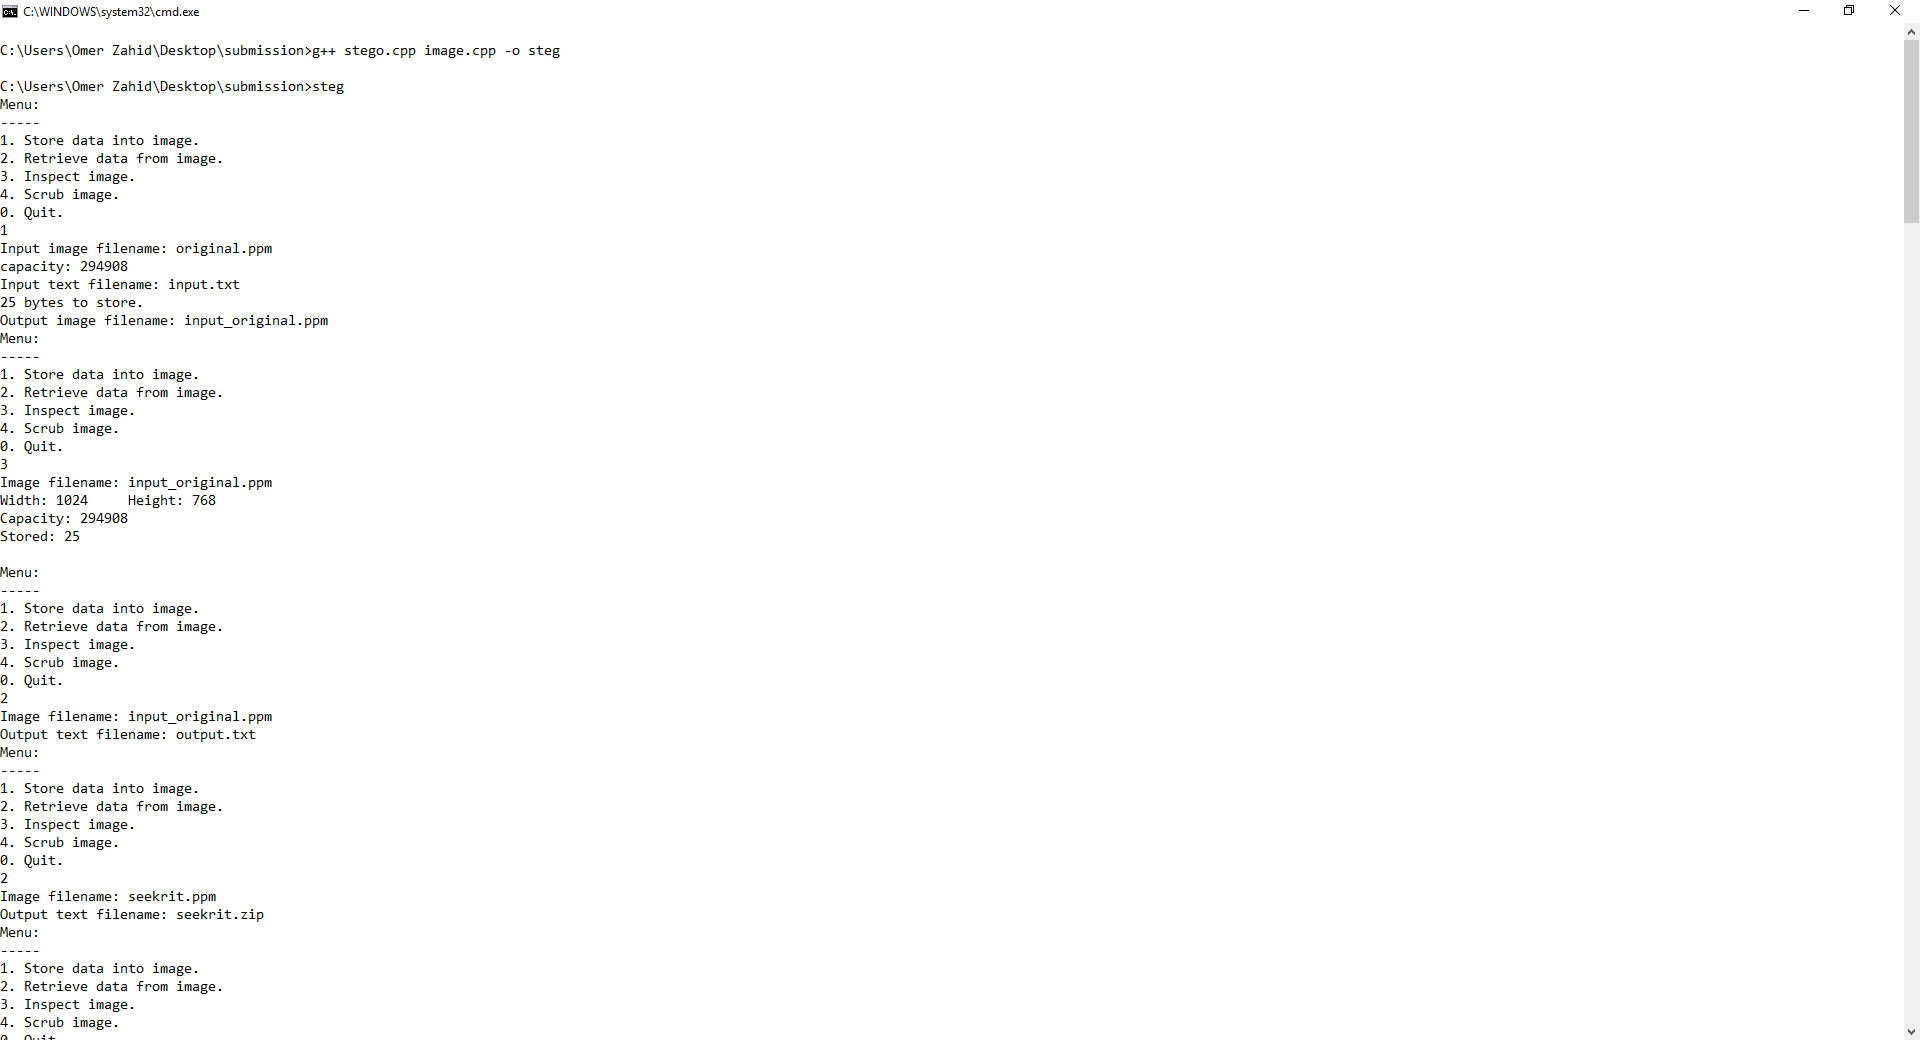 C:\WINDOWS\system32\cmd.exe
C:\Users\Omer Zahid\Desktop\submission>g++ stego.cpp image.cpp -o steg
C:\Users\Omer Zahid\Desktop\submission>steg
Menu:
-----
1. Store data into image.
2. Retrieve data from image.
3. Inspect image.
4. Scrub image.
0. Quit.
1
Input image filename: original.ppm
capacity: 294908
Input text filename: input.txt
25 bytes to store.
Output image filename: input_original.ppm
Menu:
-----
1. Store data into image.
2. Retrieve data from image.
3. Inspect image.
4. Scrub image.
0. Quit.
3
Image filename: input_original.ppm
Width: 1024     Height: 768
Capacity: 294908
Stored: 25
Menu:
-----
1. Store data into image.
2. Retrieve data from image.
3. Inspect image.
4. Scrub image.
0. Quit.
2
Image filename: input_original.ppm
Output text filename: output.txt
Menu:
-----
1. Store data into image.
2. Retrieve data from image.
3. Inspect image.
4. Scrub image.
0. Quit.
2
Image filename: seekrit.ppm
Output text filename: seekrit.zip
Menu:
-----
1. Store data into image.
2. Retrieve data from image.
3. Inspect image.
4. Scrub image.
0. Quit.